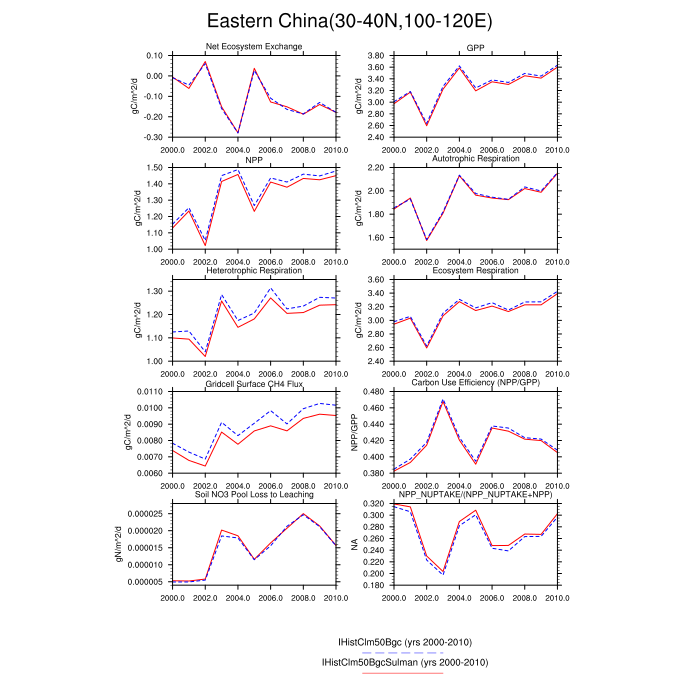 Eastern China(30-40N,100-120E)
Net Ecosystem Exchange
gC/m^2/d
0.10
0.00
-0.10
-0.20
-0.30
2000.0 2002.0 2004.0 2006.0 2008.0 2010.0
GPP
gC/m^2/d
3.80
3.60
3.40
3.20
3.00
2.80
2.60
2.40
2000.0 2002.0 2004.0 2006.0 2008.0 2010.0
NPP
gC/m^2/d
1.50
1.40
1.30
1.20
1.10
1.00
2000.0 2002.0 2004.0 2006.0 2008.0 2010.0
Autotrophic Respiration
gC/m^2/d
2.20
2.00
1.80
1.60
2000.0 2002.0 2004.0 2006.0 2008.0 2010.0
Heterotrophic Respiration
gC/m^2/d
1.30
1.20
1.10
1.00
2000.0 2002.0 2004.0 2006.0 2008.0 2010.0
Ecosystem Respiration
gC/m^2/d
3.60
3.40
3.20
3.00
2.80
2.60
2.40
2000.0 2002.0 2004.0 2006.0 2008.0 2010.0
Gridcell Surface CH4 Flux
gC/m^2/d
0.0110
0.0100
0.0090
0.0080
0.0070
0.0060
2000.0 2002.0 2004.0 2006.0 2008.0 2010.0
Carbon Use Efficiency (NPP/GPP)
NPP/GPP
0.480
0.460
0.440
0.420
0.400
0.380
2000.0 2002.0 2004.0 2006.0 2008.0 2010.0
Soil NO3 Pool Loss to Leaching
gN/m^2/d
0.000025
0.000020
0.000015
0.000010
0.000005
2000.0 2002.0 2004.0 2006.0 2008.0 2010.0
NPP_NUPTAKE/(NPP_NUPTAKE+NPP)
NA
0.320
0.300
0.280
0.260
0.240
0.220
0.200
0.180
2000.0 2002.0 2004.0 2006.0 2008.0 2010.0
IHistClm50Bgc (yrs 2000-2010)
IHistClm50BgcSulman (yrs 2000-2010)